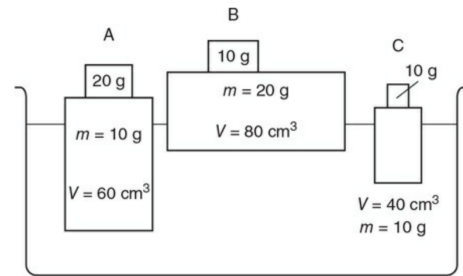 A
20 g
m = 10 g
V = 60 cm³
B
10 g
m = 20 g
V = 80 cm³
C
10 g
V = 40 cm³
m = 10 g